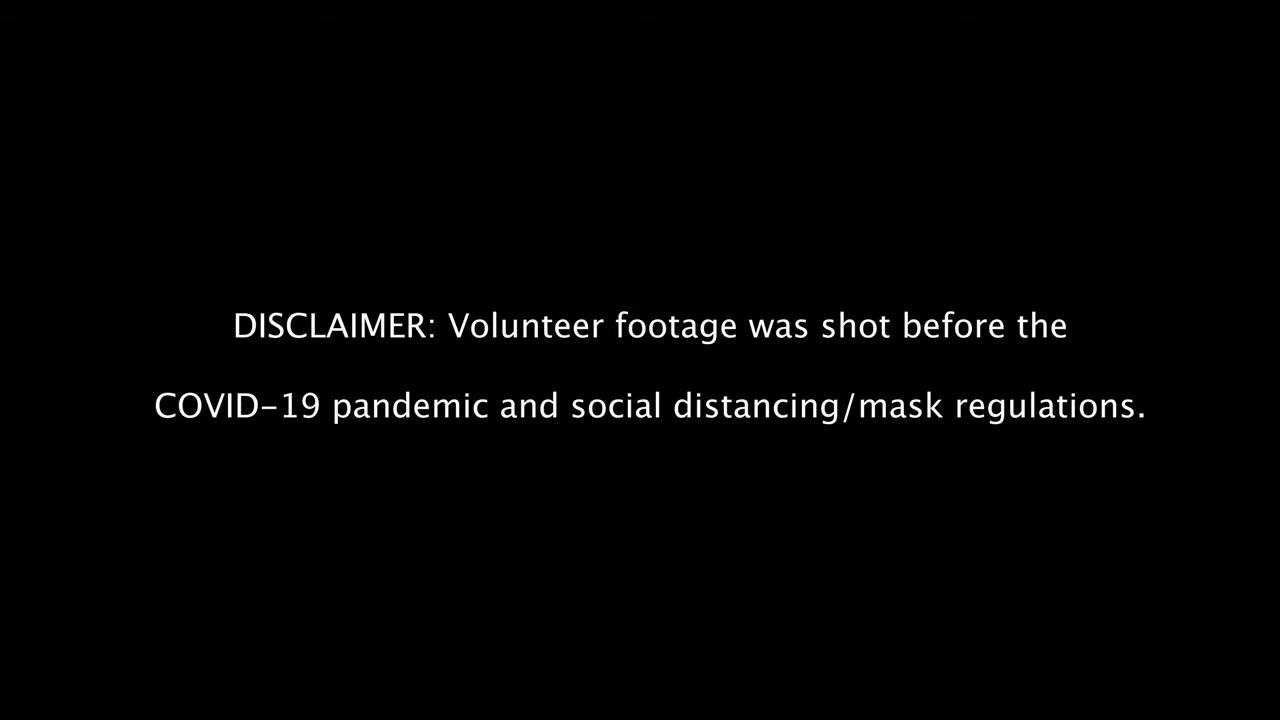 DISCLAIMER: Volunteer footage was shot before the
COVID-19 pandemic and social distancing/mask regulations.